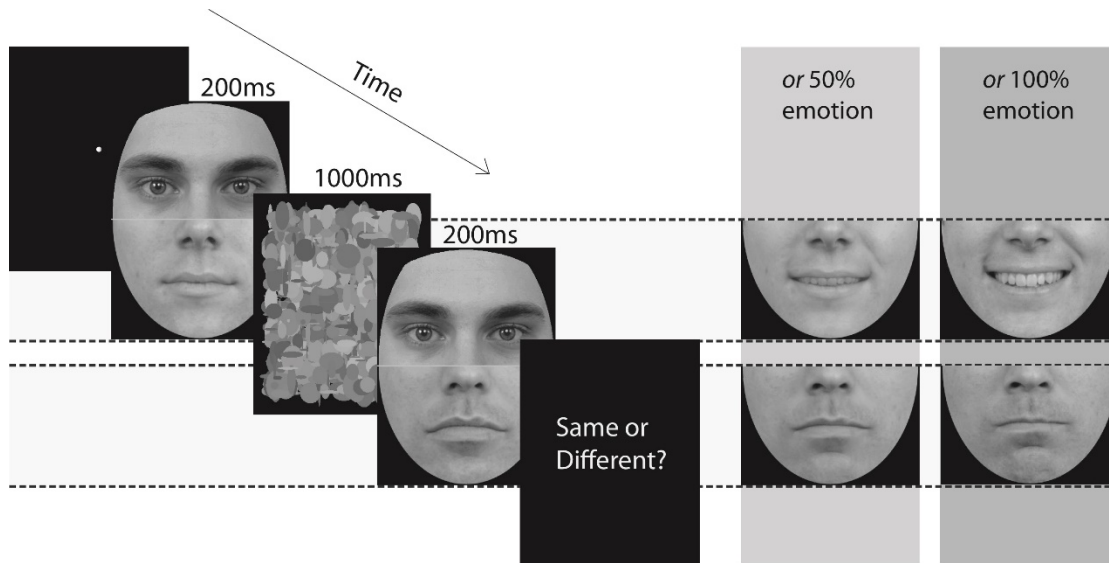 200ms
Time
1000ms
200ms
Same or
Different?
or 50%
emotion
or 100%
emotion